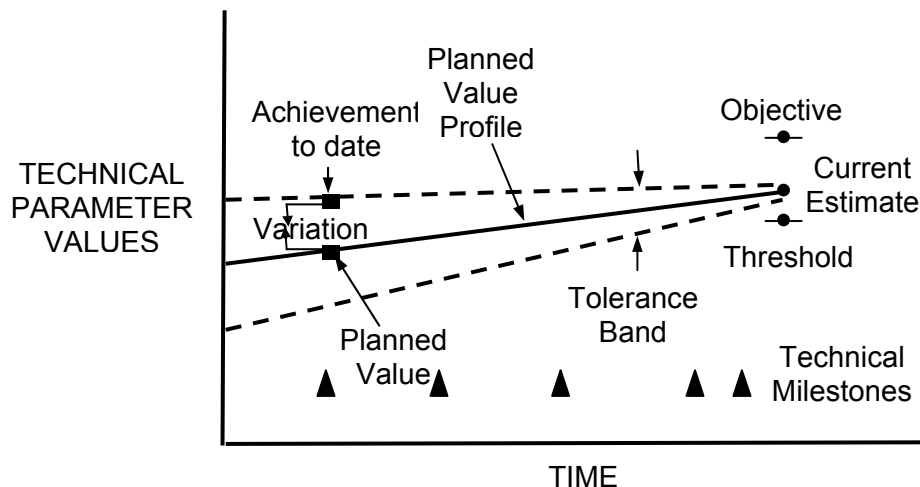 Planned
Value
Profile
Achievement
to date
Objective
TECHNICAL
PARAMETER
VALUES
Current
Estimate
Variation
Threshold
Tolerance
Band
Planned
Value
Technical
Milestones
TIME